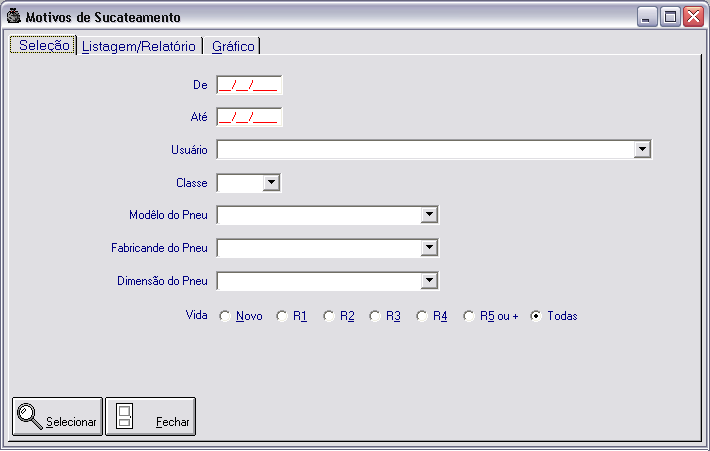 Motivos de Sucateamento
Seleção Listagem/Relatório Gráfico
De __/__/____
Até __/__/____
Usuário
Classe
Modêlo do Pneu
Fabricande do Pneu
Dimensão do Pneu
Vida Novo R1 R2 R3 R4 R5 ou + Todas
Selecionar Fechar